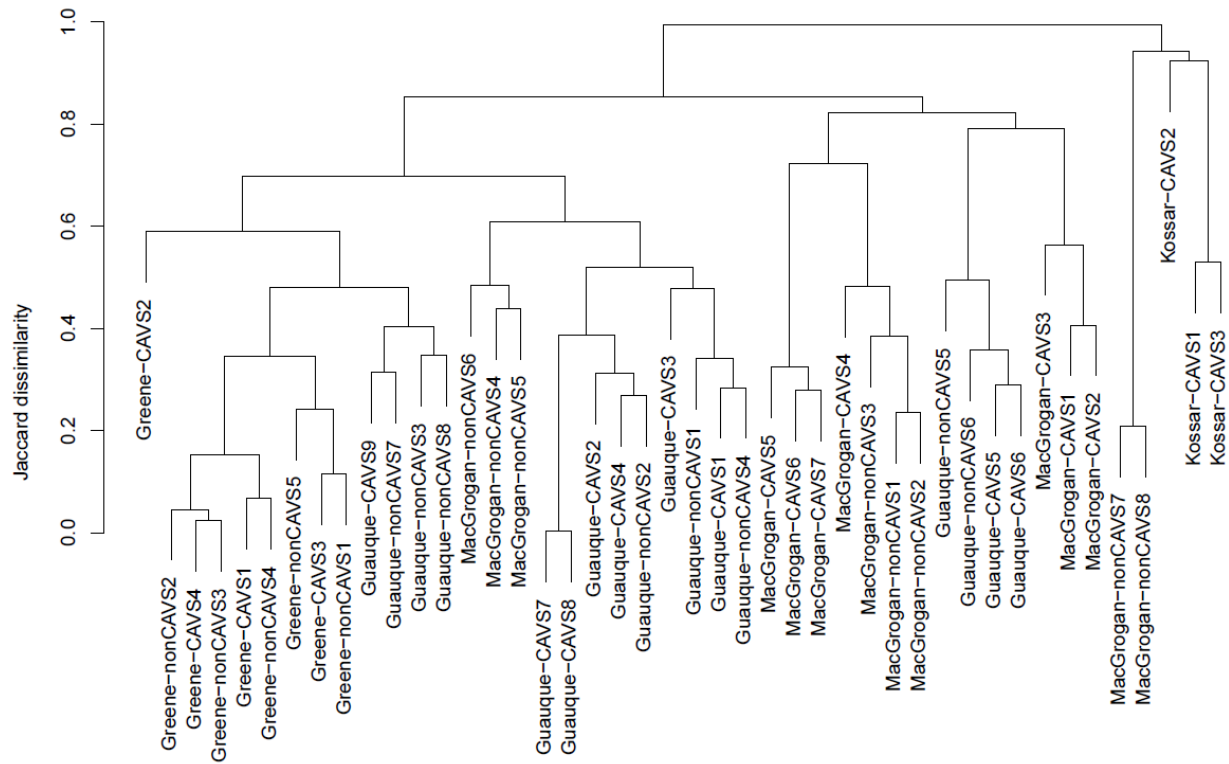 Jaccard dissimilarity
1.0
0.8
0.6
0.4
0.2
0.0
Greene-CAVS2
Greene-nonCAVS2
Greene-CAVS4
Greene-nonCAVS3
Greene-CAVS1
Greene-nonCAVS4
Greene-nonCAVS5
Greene-CAVS3
Greene-nonCAVS1
Guauque-CAVS9
Guauque-nonCAVS7
Guauque-nonCAVS3
Guauque-nonCAVS8
MacGrogan-nonCAVS6
MacGrogan-nonCAVS4
MacGrogan-nonCAVS5
Guauque-CAVS7
Guauque-CAVS8
Guauque-CAVS2
Guauque-CAVS4
Guauque-nonCAVS2
Guauque-CAVS3
Guauque-nonCAVS1
Guauque-CAVS1
Guauque-nonCAVS4
MacGrogan-CAVS5
MacGrogan-CAVS6
MacGrogan-CAVS7
MacGrogan-CAVS4
MacGrogan-nonCAVS3
MacGrogan-nonCAVS1
MacGrogan-nonCAVS2
Guauque-nonCAVS5
Guauque-nonCAVS6
Guauque-CAVS5
Guauque-CAVS6
MacGrogan-CAVS3
MacGrogan-CAVS1
MacGrogan-CAVS2
MacGrogan-nonCAVS7
MacGrogan-nonCAVS8
Kossar-CAVS2
Kossar-CAVS1
Kossar-CAVS3